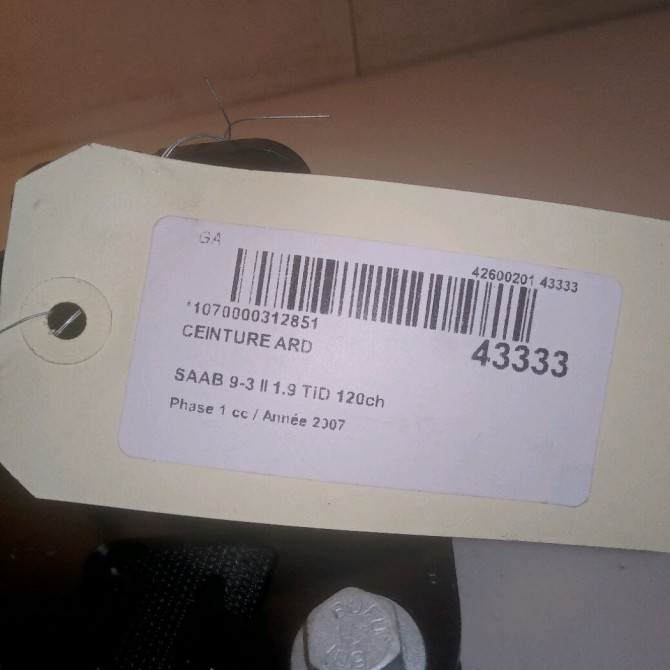 GA
42600201 43333
*1070000312851
CEINTURE ARD
43333
SAAB 9-3 II 1.9 TiD 120ch
Phase 1 cc / Année 2007